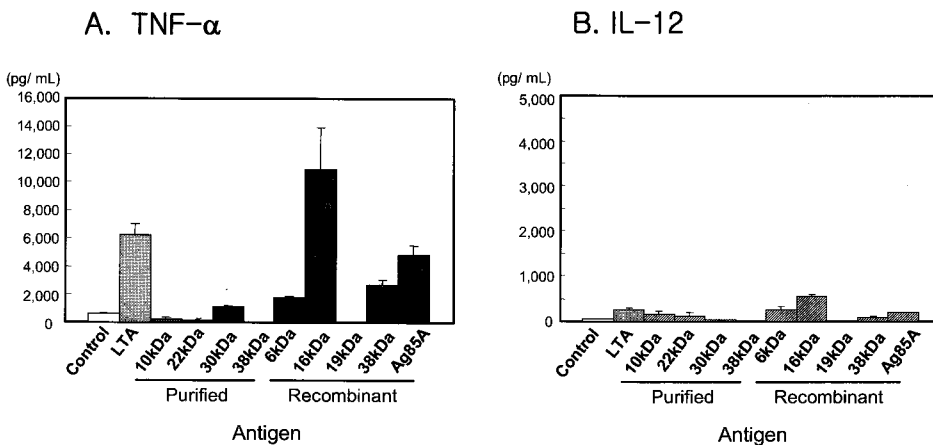 A. TNF-α
(pg/ mL)
16,000
14,000
12,000
10,000
8,000
6,000
4,000
2,000
0
Control
LTA
10kDa
22kDa
30kDa
38kDa
6kDa
16kDa
19kDa
38kDa
Ag85A
Purified
Recombinant
Antigen
B. IL-12
(pg/ mL)
5,000
4,000
3,000
2,000
1,000
0
Control
LTA
10kDa
22kDa
30kDa
38kDa
6kDa
16kDa
19kDa
38kDa
Ag85A
Purified
Recombinant
Antigen